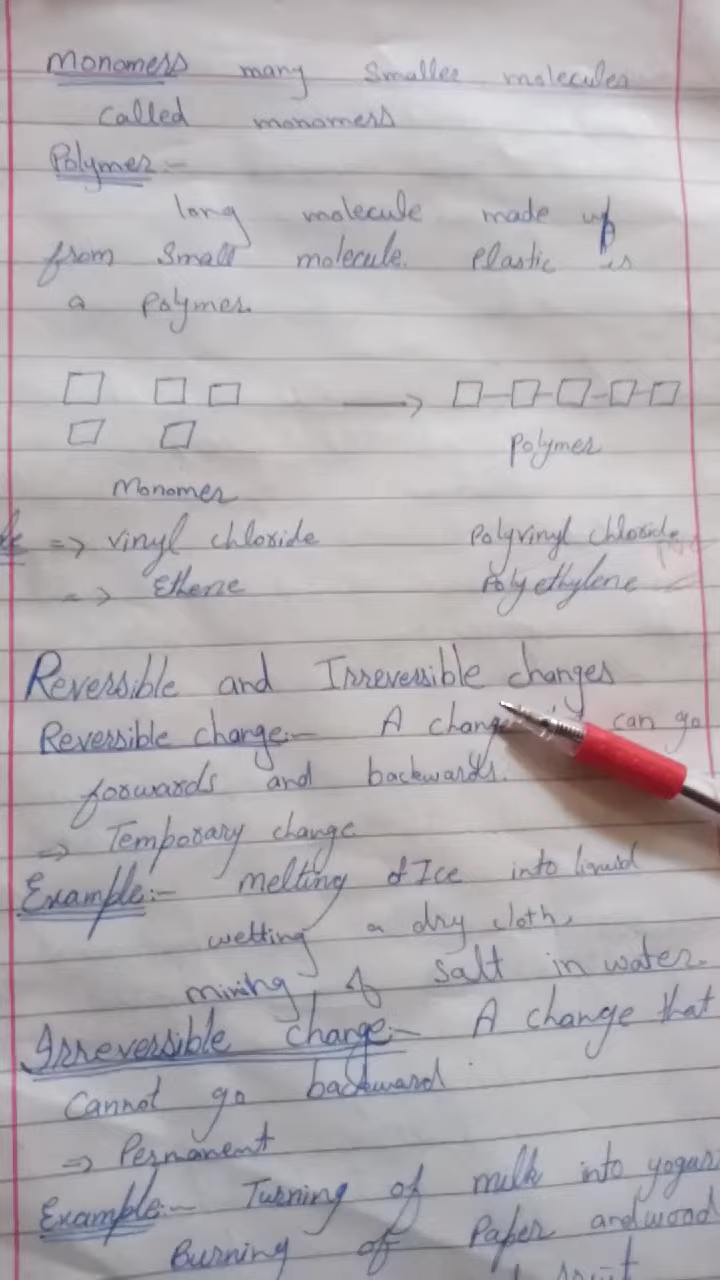 Monomers many smaller molecules
called monomers
Polymer:-
long molecule made up
from small molecule. Plastic is
a polymer.
Polymer
Monomer
=> vinyl chloride Polyvinyl chloride
=> Ethene Polyethylene
Reversible and Irreversible changes
Reversible change:- A change can go
forwards and backwards.
=> Temporary change
Example:- melting of Ice into liquid
wetting a dry cloth,
mixing of salt in water.
Irreversible change:- A change that
cannot go backward
=> Permanent
Example:- Turning of milk into yogur
Burning of Paper and wood